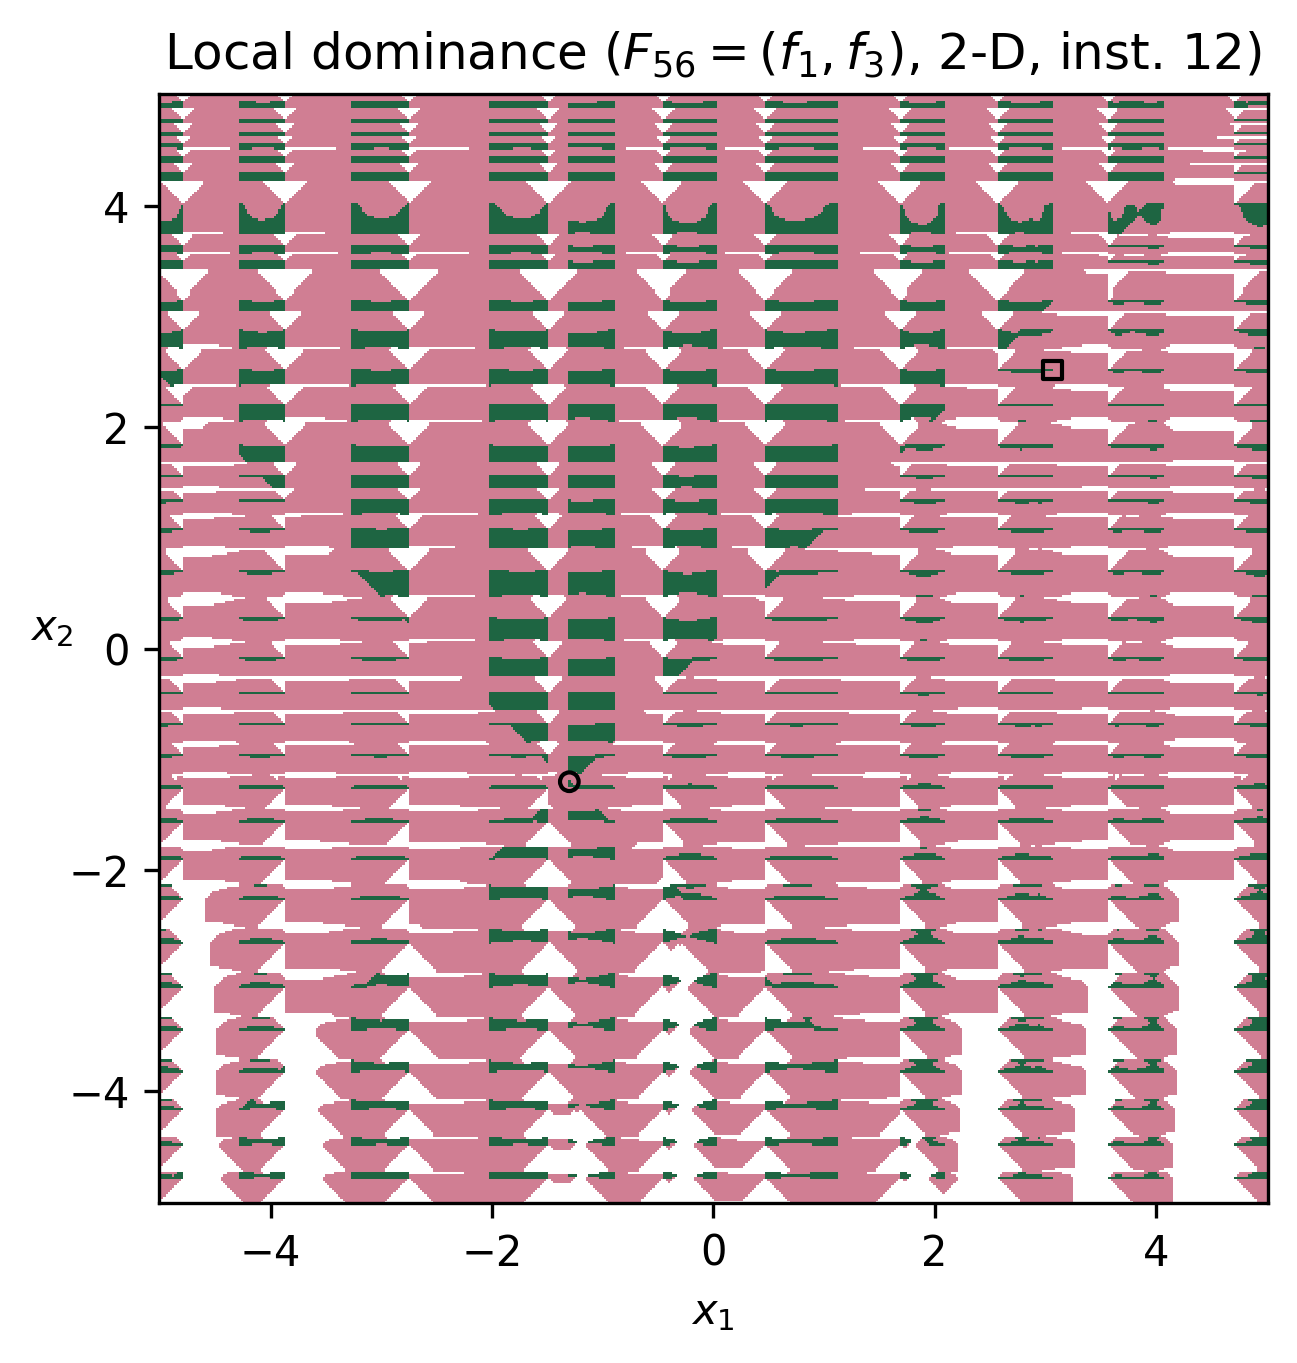 Local dominance (F₅₆ = (f₁, f₃), 2-D, inst. 12)
4
2
x₂
0
−2
−4
−4 −2 0 2 4
x₁